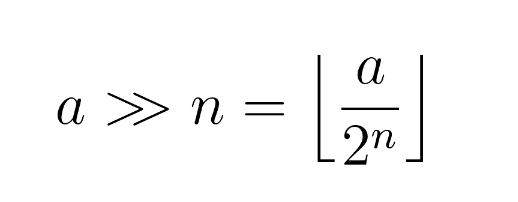 a ≫ n = ⌊a/2ⁿ⌋